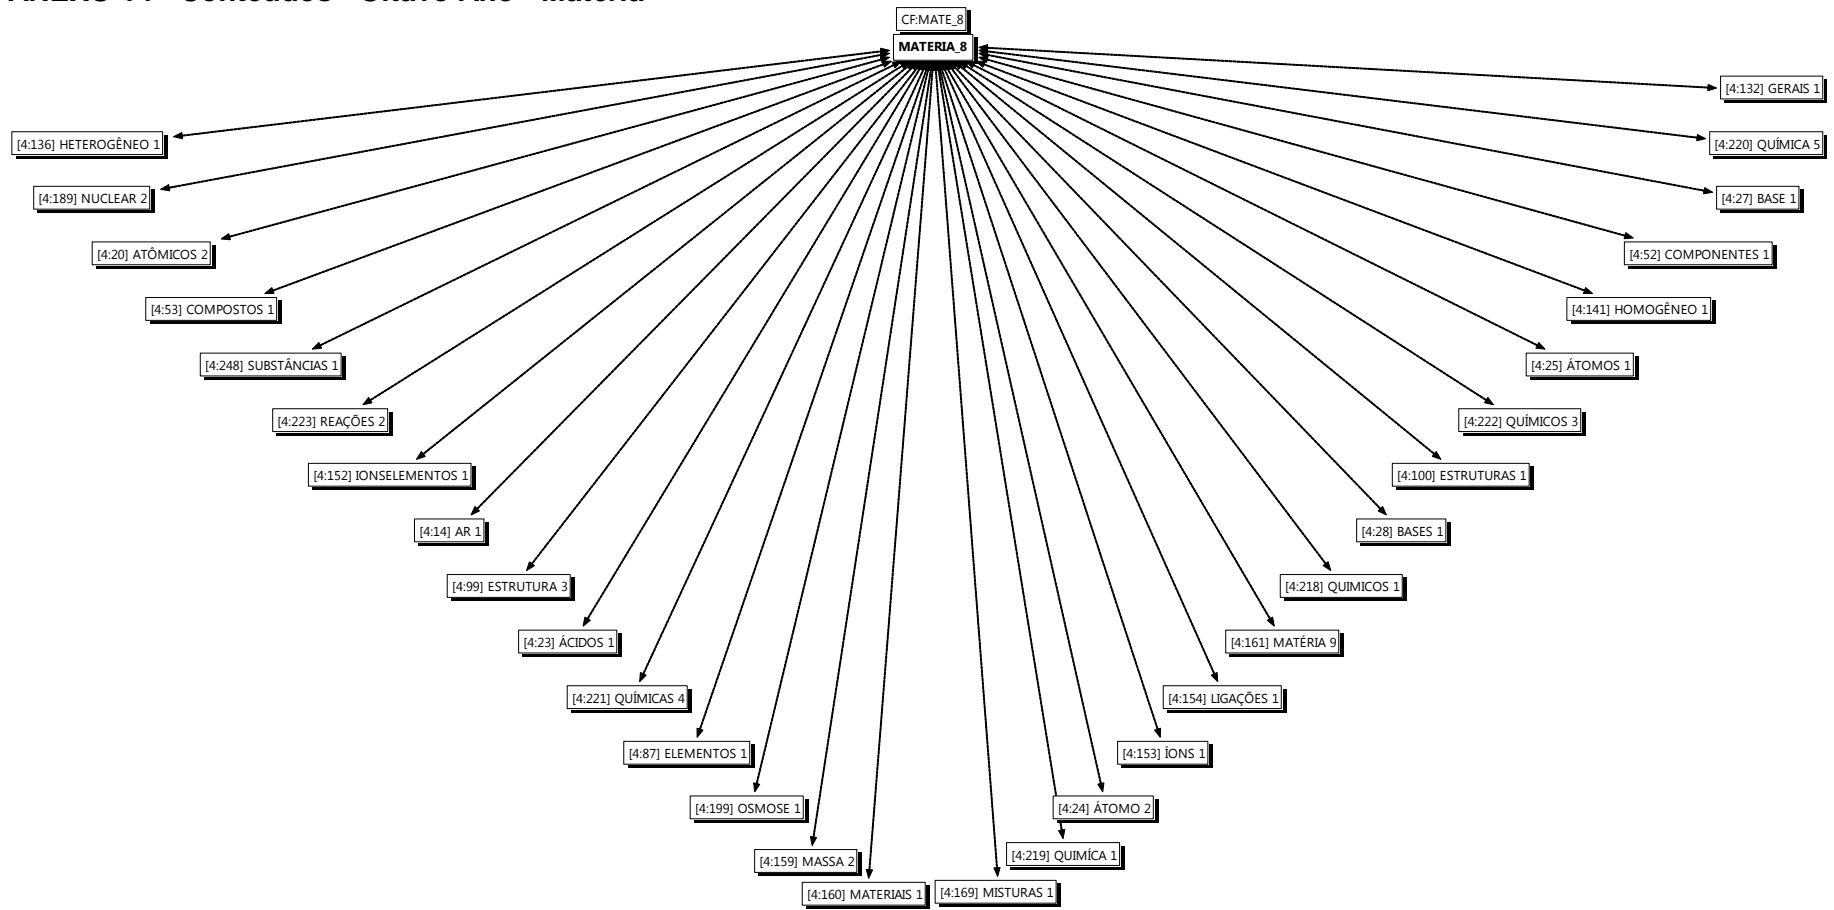 CF:MATE_8
MATERIA_8
[4:132] GERAIS 1
[4:136] HETEROGÊNEO 1
[4:220] QUÍMICA 5
[4:189] NUCLEAR 2
[4:27] BASE 1
[4:20] ATÔMICOS 2
[4:52] COMPONENTES 1
[4:53] COMPOSTOS 1
[4:141] HOMOGÊNEO 1
[4:248] SUBSTÂNCIAS 1
[4:25] ÁTOMOS 1
[4:223] REAÇÕES 2
[4:222] QUÍMICOS 3
[4:152] IONSELEMENTOS 1
[4:100] ESTRUTURAS 1
[4:14] AR 1
[4:28] BASES 1
[4:99] ESTRUTURA 3
[4:218] QUIMICOS 1
[4:23] ÁCIDOS 1
[4:161] MATÉRIA 9
[4:221] QUÍMICAS 4
[4:154] LIGAÇÕES 1
[4:87] ELEMENTOS 1
[4:153] ÍONS 1
[4:199] OSMOSE 1
[4:24] ÁTOMO 2
[4:159] MASSA 2
[4:219] QUIMÍCA 1
[4:160] MATERIAIS 1
[4:169] MISTURAS 1